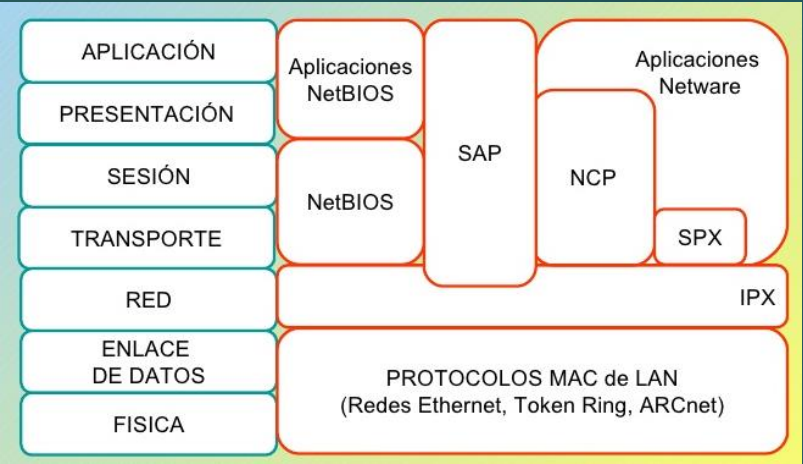 APLICACIÓN
PRESENTACIÓN
SESIÓN
TRANSPORTE
RED
ENLACE
DE DATOS
FISICA
Aplicaciones
NetBIOS
NetBIOS
SAP
NCP
Aplicaciones
Netware
SPX
IPX
PROTOCOLOS MAC de LAN
(Redes Ethernet, Token Ring, ARCnet)